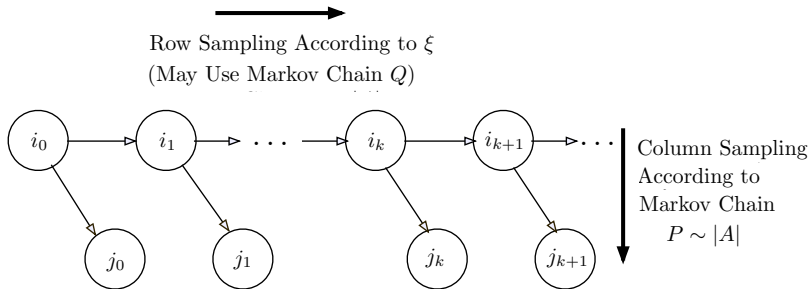 Row Sampling According to ξ
(May Use Markov Chain Q)
i₀ i₁ · · · iₖ iₖ₊₁ · · ·
Column Sampling
According to
Markov Chain
P ∼ |A|
j₀ j₁ jₖ jₖ₊₁